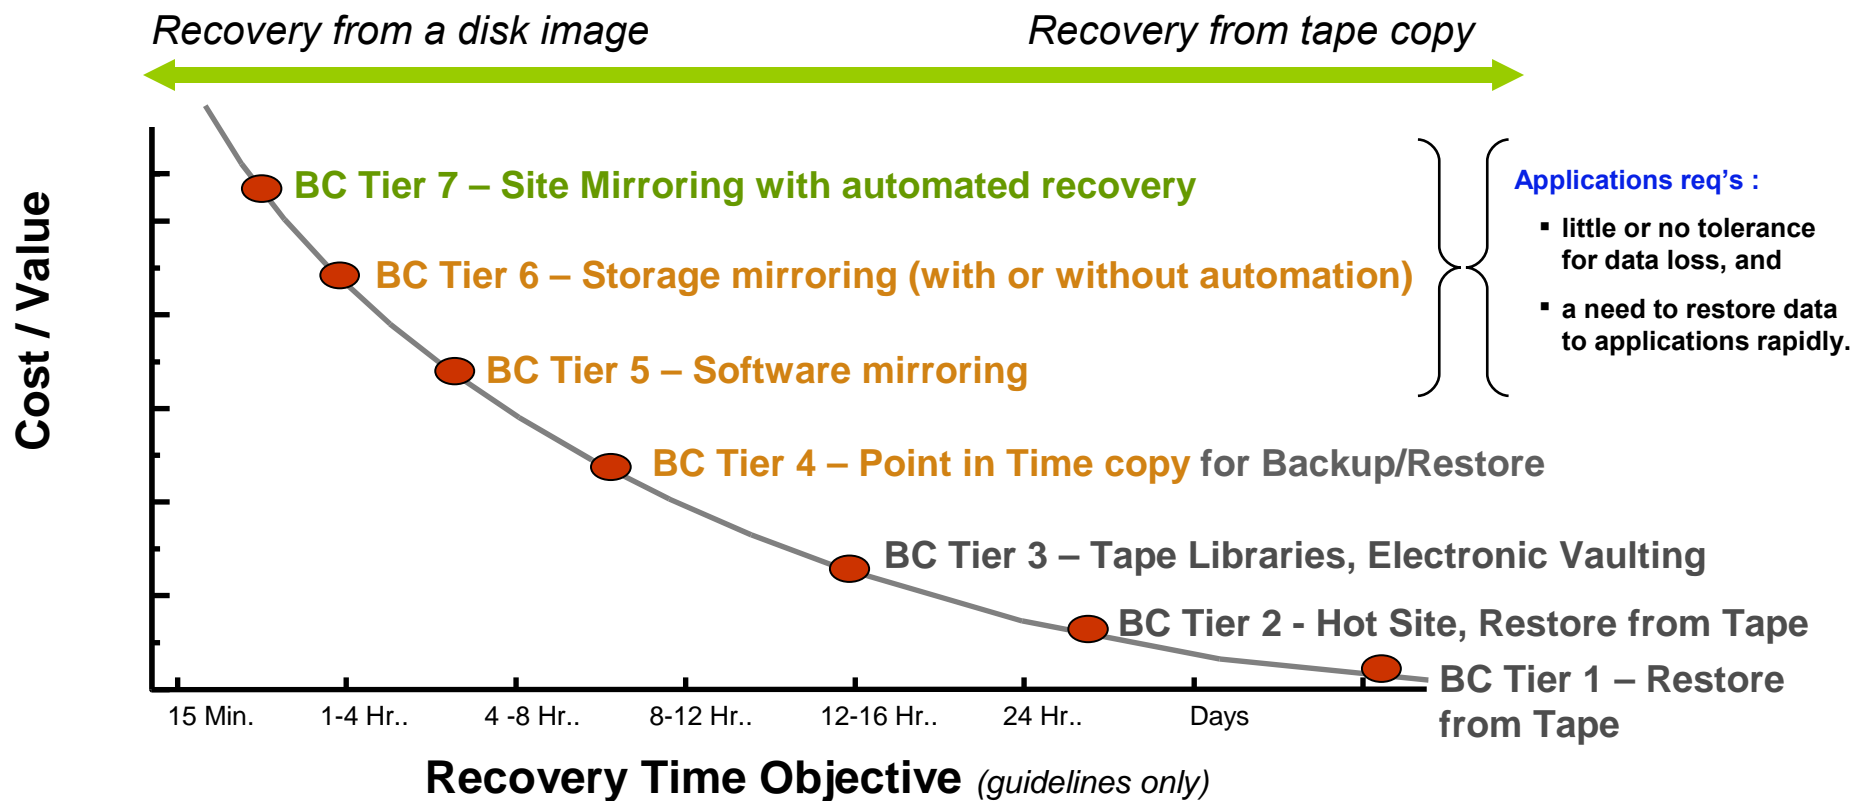 Recovery from a disk image
Recovery from tape copy
BC Tier 7 – Site Mirroring with automated recovery
BC Tier 6 – Storage mirroring (with or without automation)
BC Tier 5 – Software mirroring
BC Tier 4 – Point in Time copy for Backup/Restore
BC Tier 3 – Tape Libraries, Electronic Vaulting
BC Tier 2 - Hot Site, Restore from Tape
BC Tier 1 – Restore
from Tape
Applications req’s :
▪ little or no tolerance
for data loss, and
▪ a need to restore data
to applications rapidly.
Cost / Value
15 Min.
1-4 Hr..
4 -8 Hr..
8-12 Hr..
12-16 Hr..
24 Hr..
Days
Recovery Time Objective (guidelines only)